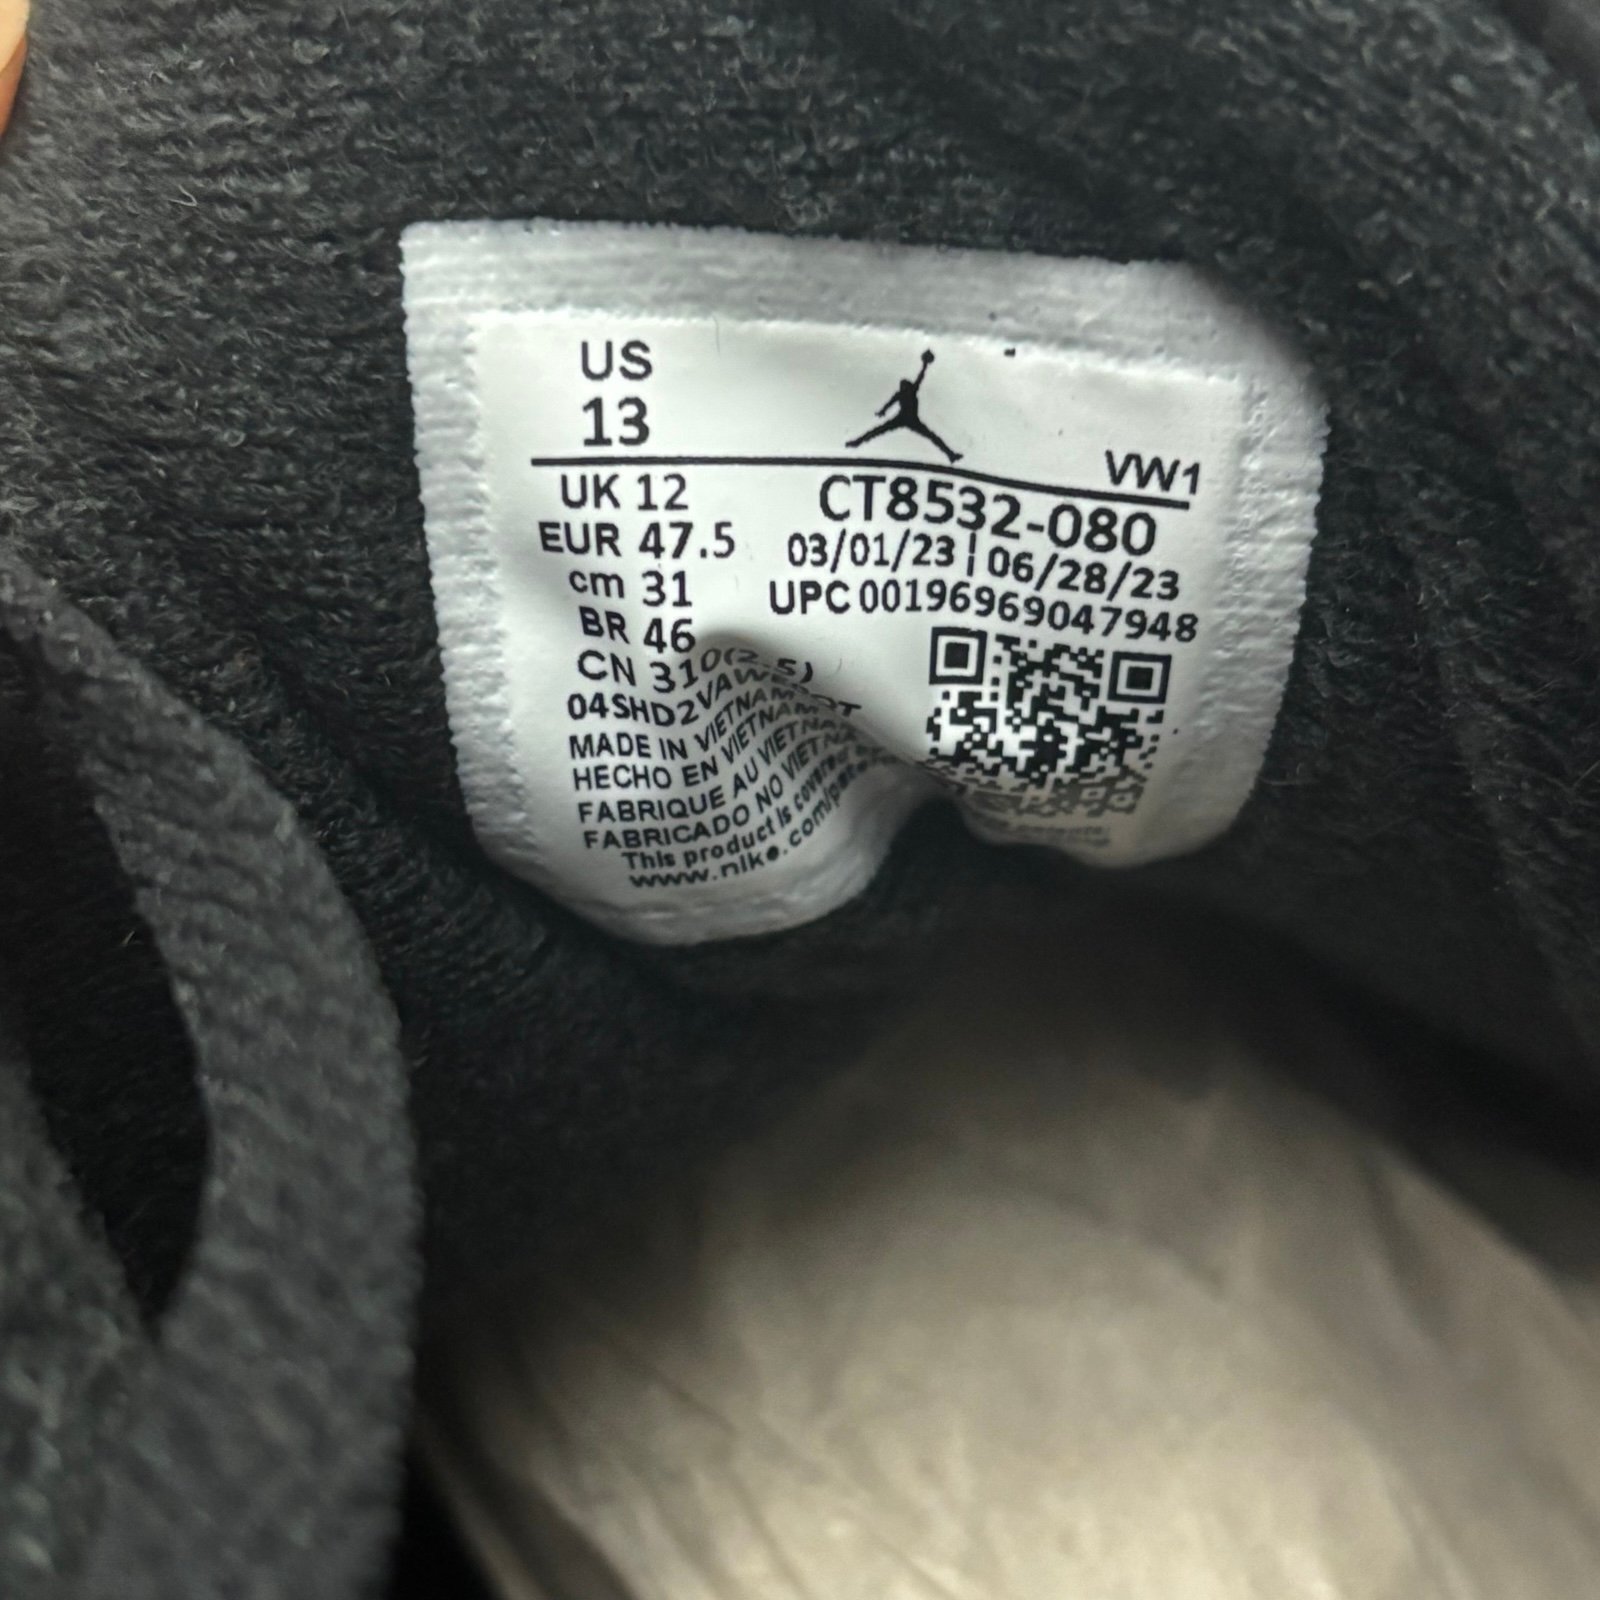 US
13
VW1
UK 12
EUR 47.5
cm 31
BR 46
CN 310(2.5)
CT8532-080
03/01/23 | 06/28/23
UPC 00196969047948
MADE IN VIETNAM
HECHO EN VIETNAM
FABRIQUE AU VIETNAM
FABRICADO NO VIETNA
This product is covered
www.nike.com/